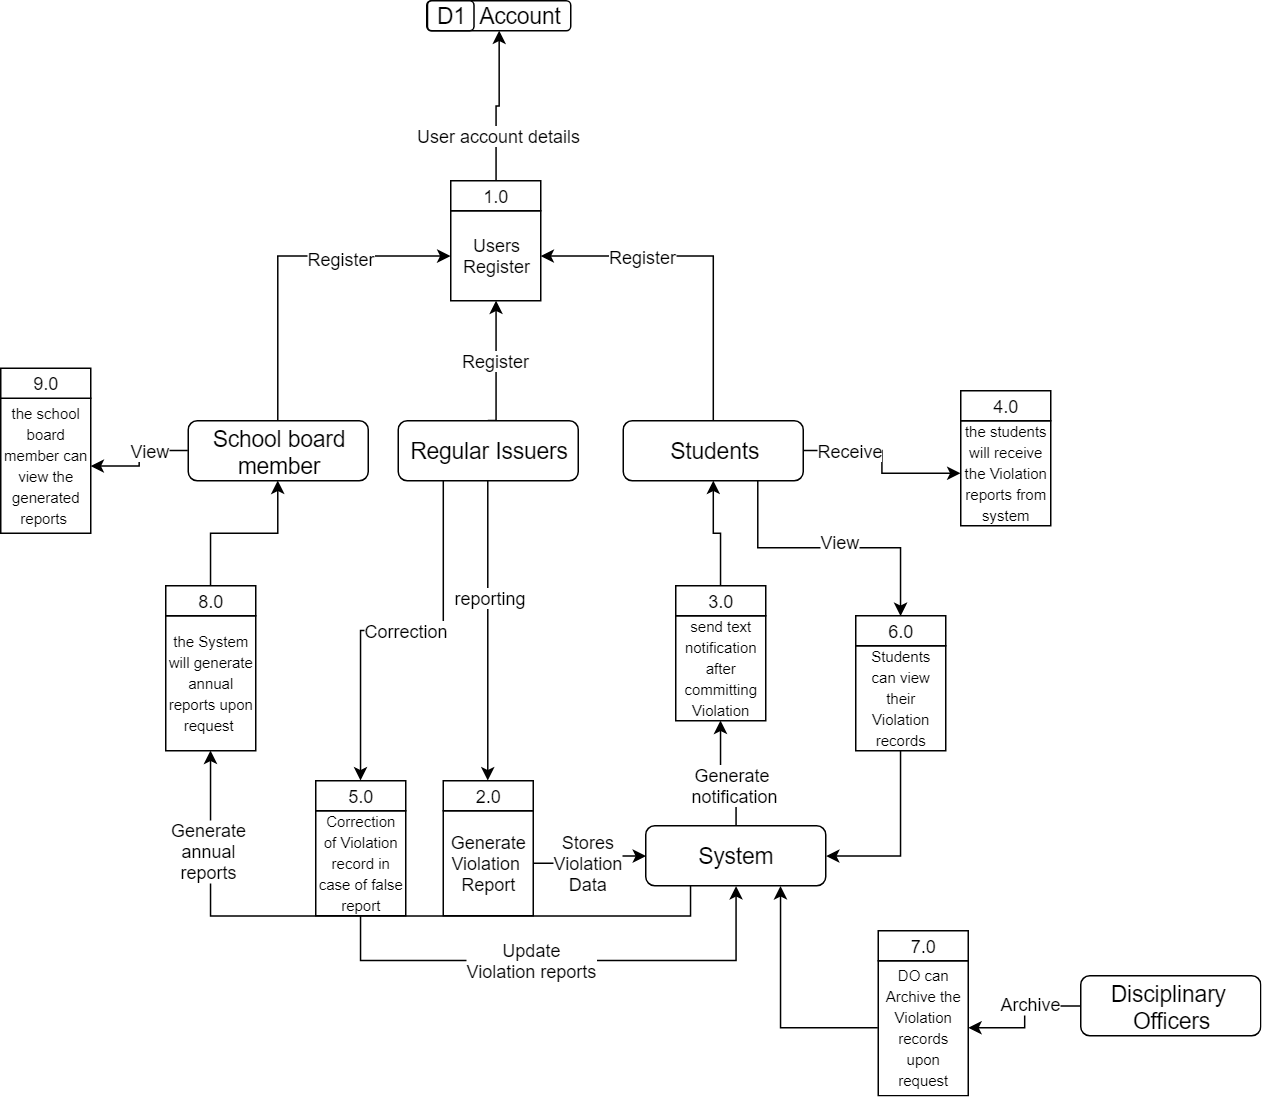 D1 Account
User account details
1.0
Users
Register
Register
Register
Register
9.0
the school
board
member can
view the
generated
reports
View
School board
member
Regular Issuers
Students
Receive
4.0
the students
will receive
the Violation
reports from
system
View
reporting
Correction
8.0
the System
will generate
annual
reports upon
request
3.0
send text
notification
after
committing
Violation
6.0
Students
can view
their
Violation
records
Generate
notification
5.0
Correction
of Violation
record in
case of false
report
2.0
Generate
Violation
Report
Stores
Violation
Data
System
Generate
annual
reports
Update
Violation reports
7.0
DO can
Archive the
Violation
records
upon
request
Archive
Disciplinary
Officers